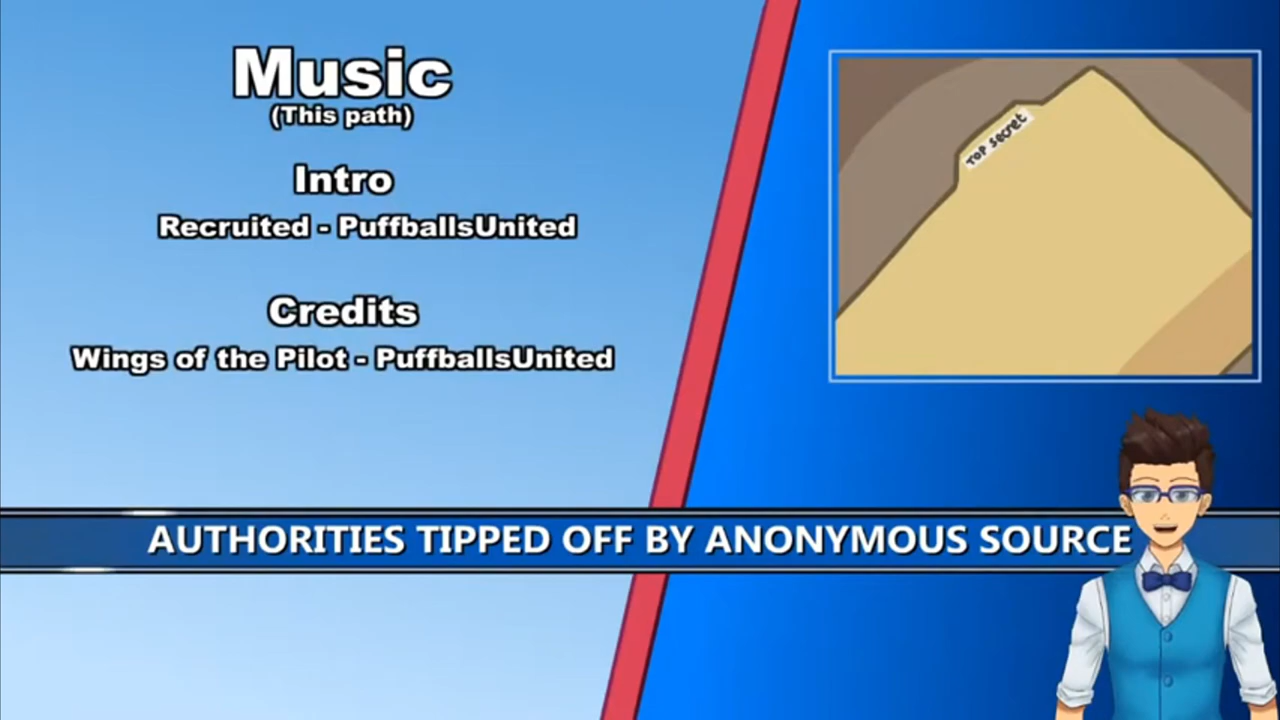 Music
(This path)
Intro
Recruited - PuffballsUnited
Credits
Wings of the Pilot - PuffballsUnited
TOP SECRET
AUTHORITIES TIPPED OFF BY ANONYMOUS SOURCE